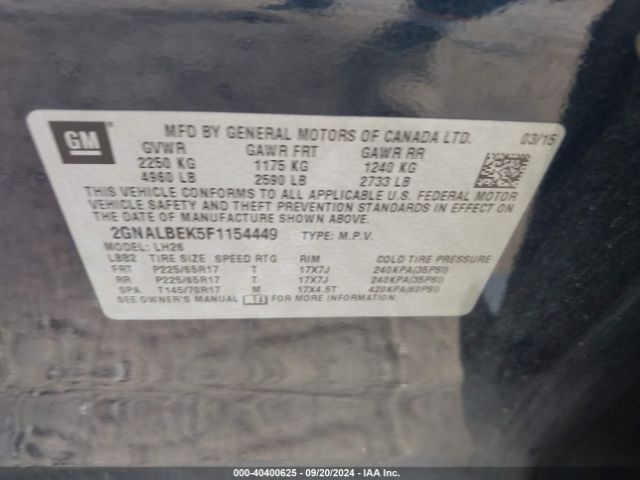 GM
MFD BY GENERAL MOTORS OF CANADA LTD. 03/15
GVWR GAWR FRT GAWR RR
2250 KG 1175 KG 1240 KG
4960 LB 2590 LB 2733 LB
THIS VEHICLE CONFORMS TO ALL APPLICABLE U.S. FEDERAL MOTOR
VEHICLE SAFETY AND THEFT PREVENTION STANDARDS IN EFFECT ON
THE DATE OF MANUFACTURE SHOWN ABOVE.
2GNALBEK5F1154449 TYPE: M.P.V.
MODEL: LH26
LBB2 TIRE SIZE SPEED RTG RIM COLD TIRE PRESSURE
FRT P225/65R17 T 17X7J 240KPA(35PSI)
RR P225/65R17 T 17X7J 240KPA(35PSI)
SPA T145/70R17 M 17X4.5T 420KPA(60PSI)
SEE OWNER'S MANUAL FOR MORE INFORMATION.
000-40400625 - 09/20/2024 - IAA Inc.